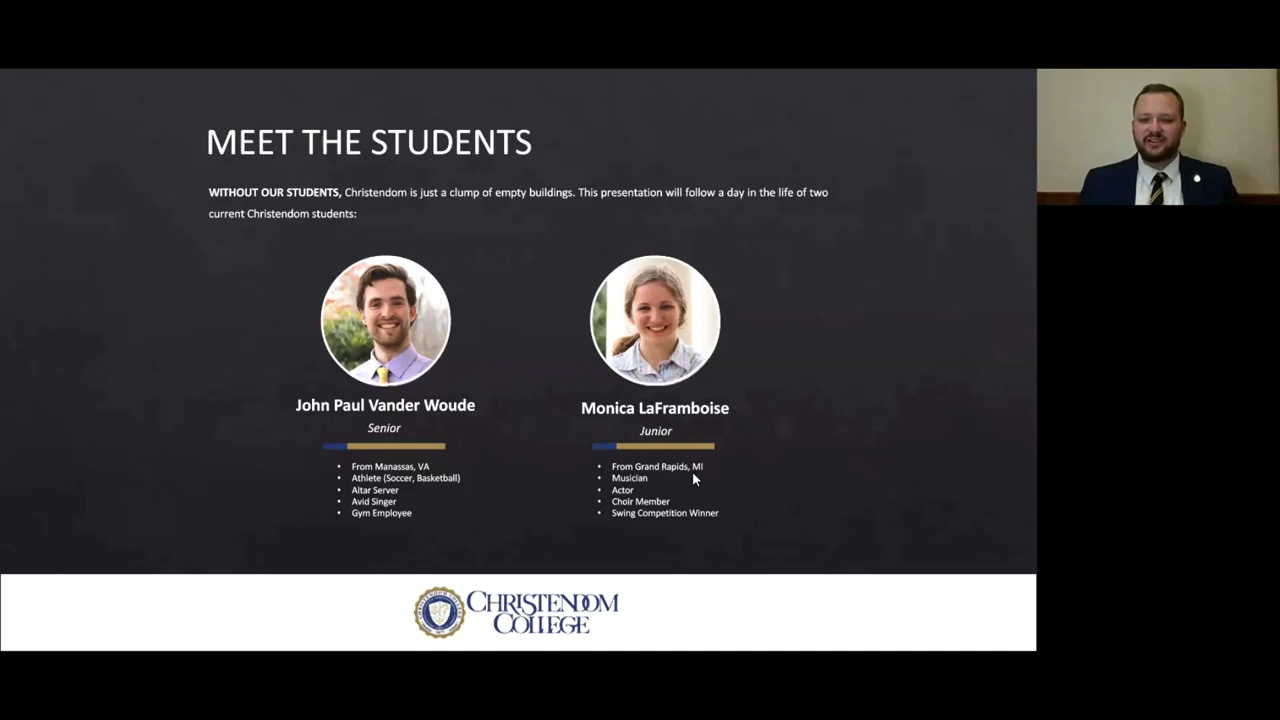 MEET THE STUDENTS
WITHOUT OUR STUDENTS, Christendom is just a clump of empty buildings. This presentation will follow a day in the life of two
current Christendom students:
John Paul Vander Woude
Senior
• From Manassas, VA
• Athlete (Soccer, Basketball)
• Altar Server
• Avid Singer
• Gym Employee
Monica LaFramboise
Junior
• From Grand Rapids, MI
• Musician
• Actor
• Choir Member
• Swing Competition Winner
CHRISTENDOM
COLLEGE